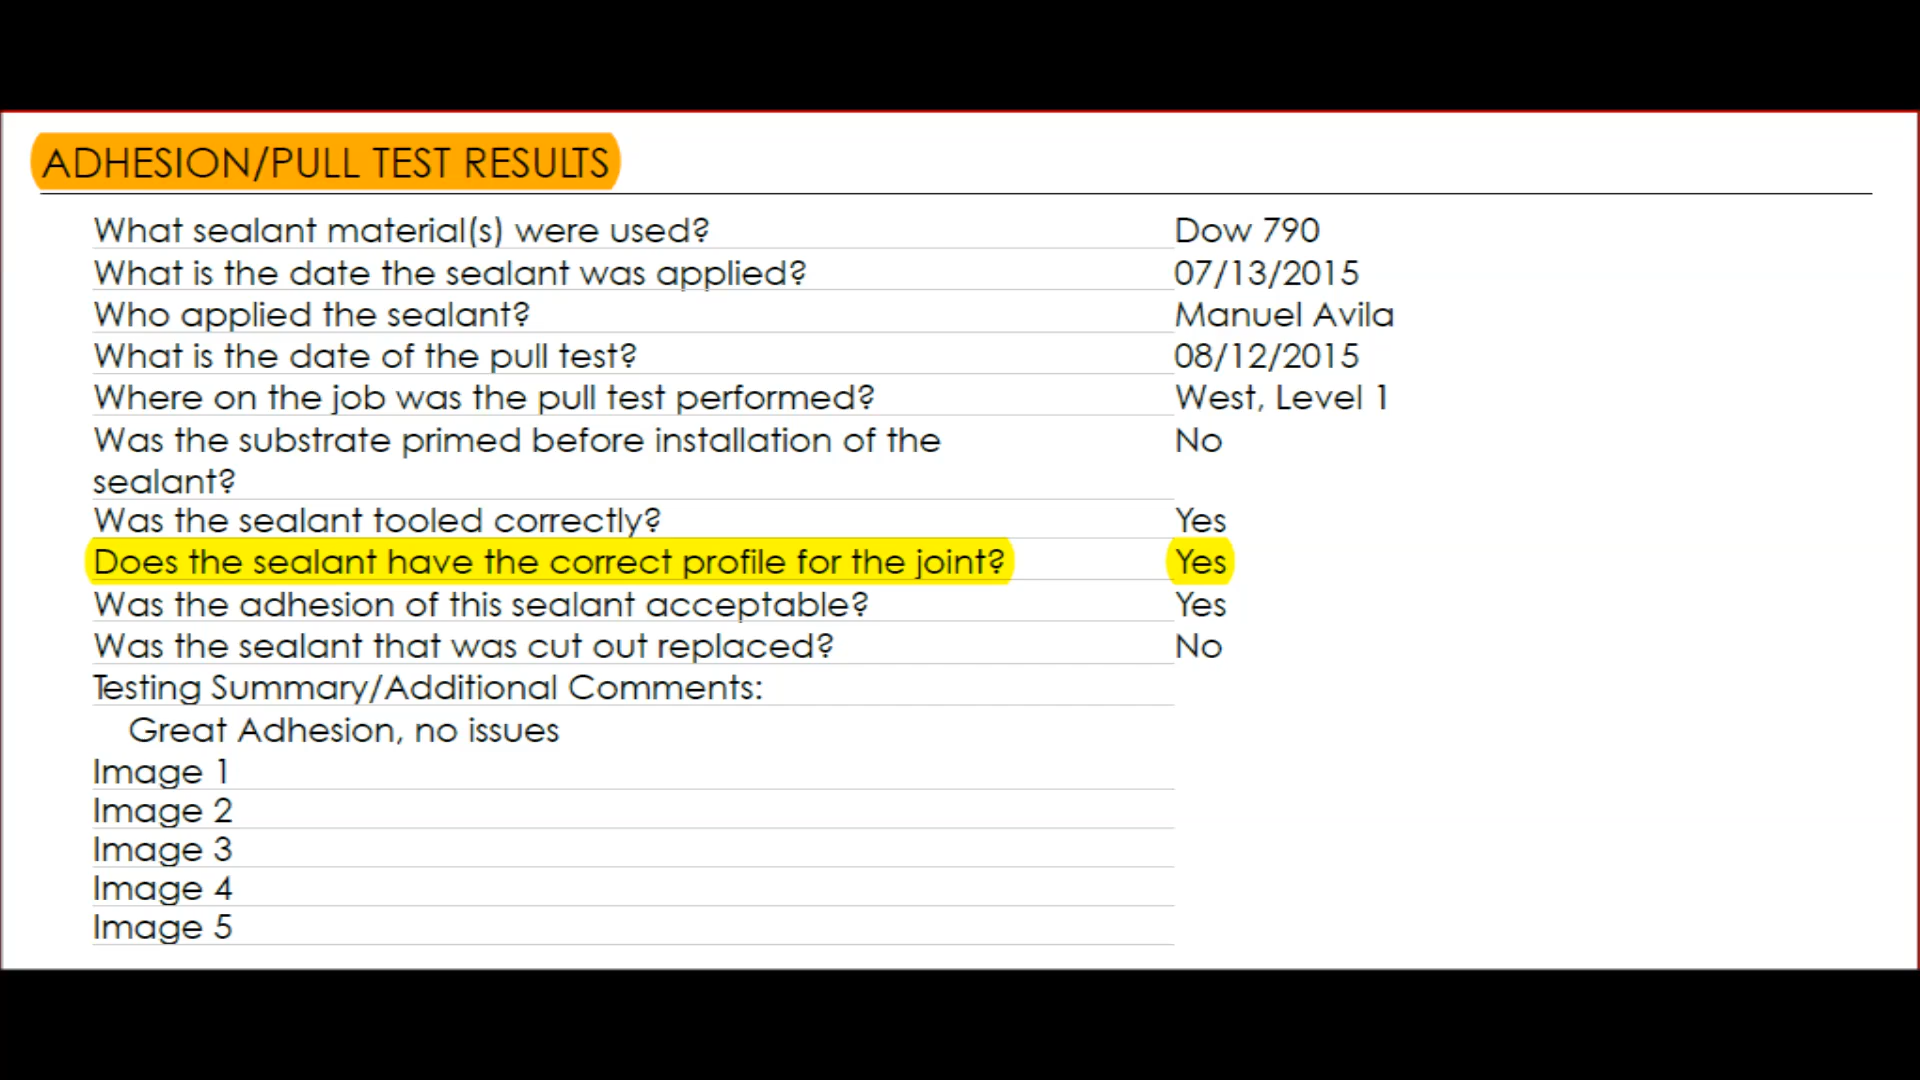 ADHESION/PULL TEST RESULTS
What sealant material(s) were used? Dow 790
What is the date the sealant was applied? 07/13/2015
Who applied the sealant? Manuel Avila
What is the date of the pull test? 08/12/2015
Where on the job was the pull test performed? West, Level 1
Was the substrate primed before installation of the No
sealant?
Was the sealant tooled correctly? Yes
Does the sealant have the correct profile for the joint? Yes
Was the adhesion of this sealant acceptable? Yes
Was the sealant that was cut out replaced? No
Testing Summary/Additional Comments:
Great Adhesion, no issues
Image 1
Image 2
Image 3
Image 4
Image 5